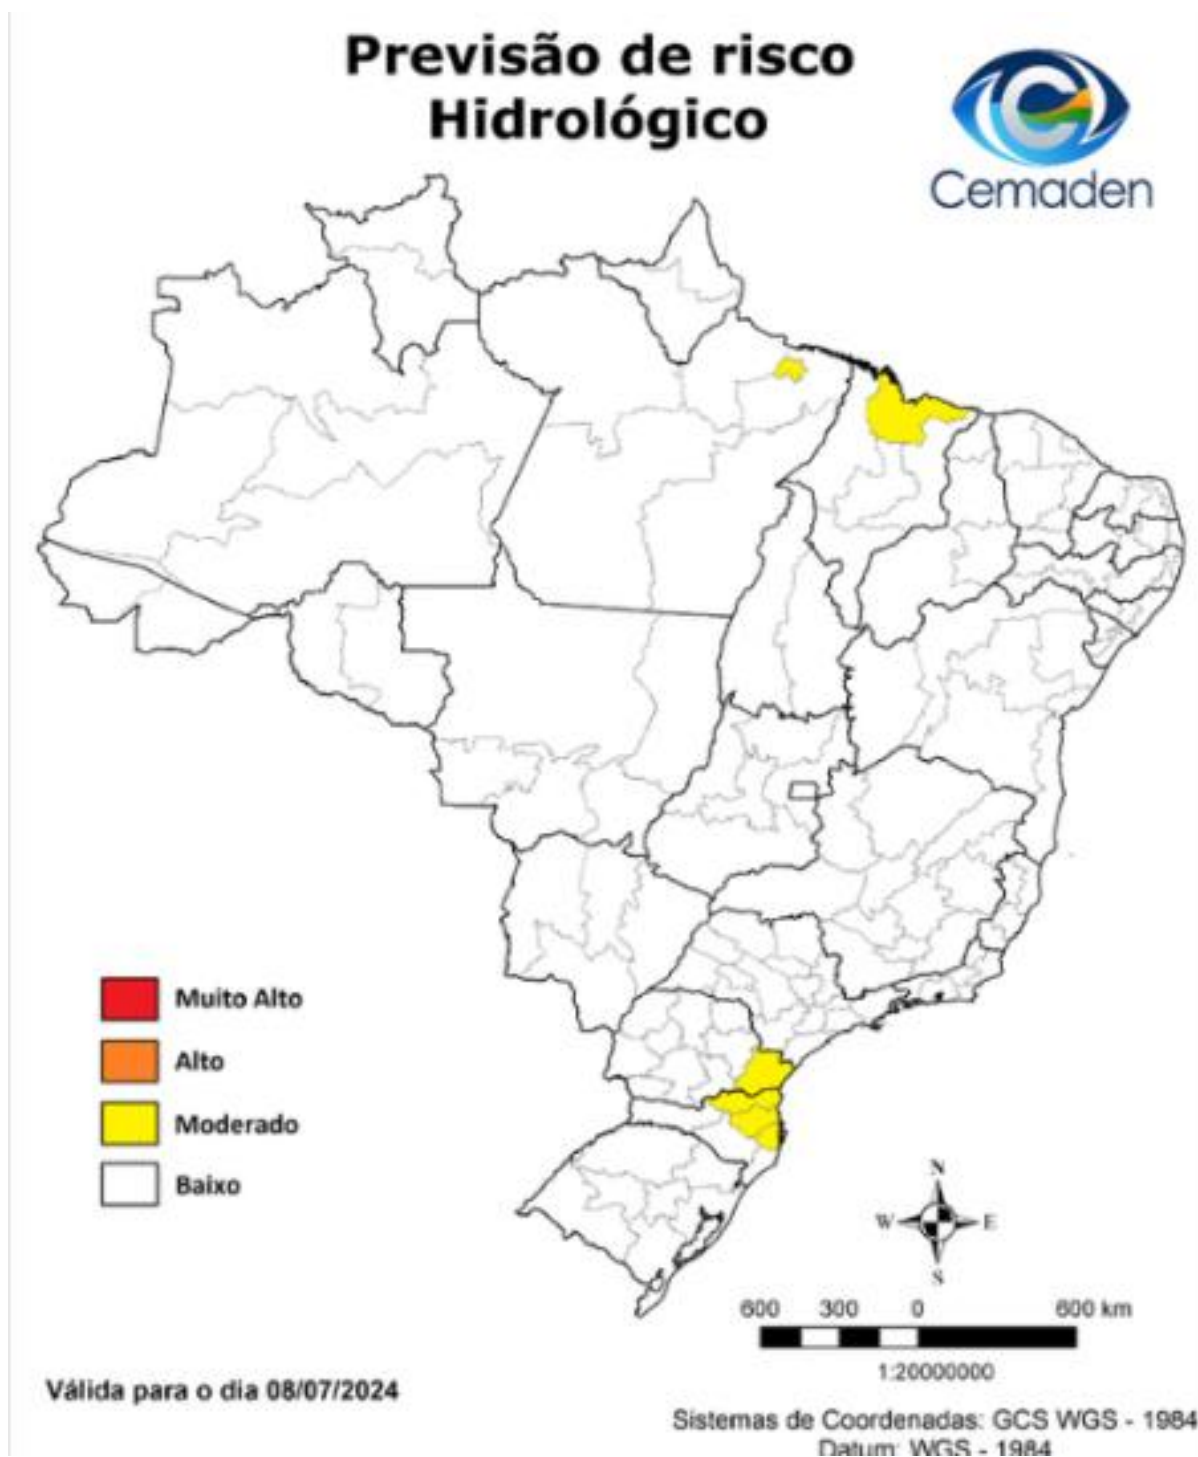 Previsão de risco
Hidrológico
Cemaden
Muito Alto
Alto
Moderado
Baixo
N
W E
S
600 300 0 600 km
1:20000000
Válida para o dia 08/07/2024
Sistemas de Coordenadas: GCS WGS - 1984
Datum: WGS - 1984